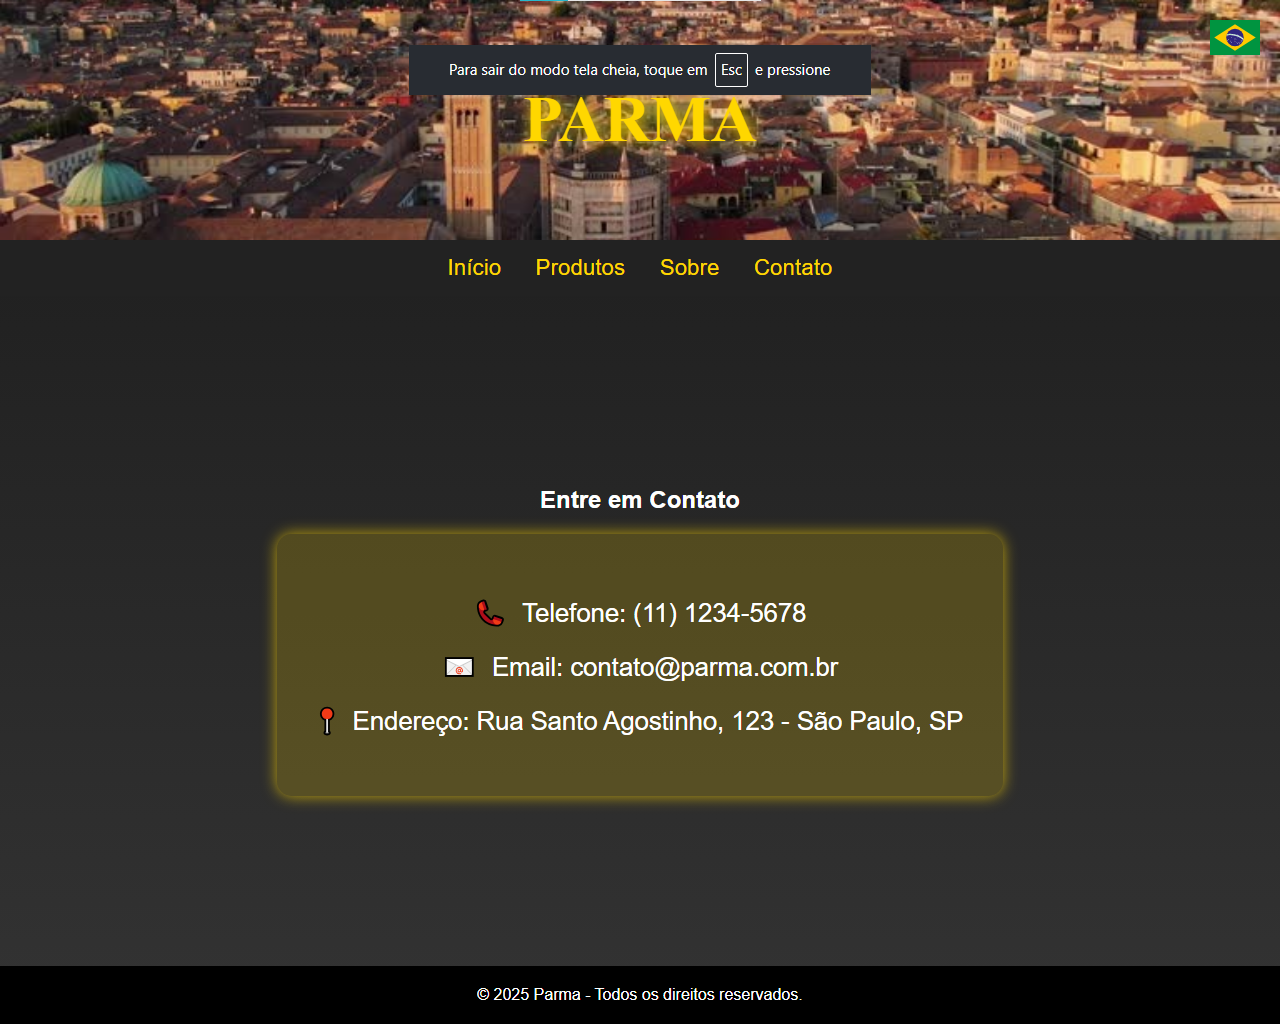 Para sair do modo tela cheia, toque em Esc e pressione
PARMA
Início Produtos Sobre Contato
Entre em Contato
Telefone: (11) 1234-5678
Email: contato@parma.com.br
Endereço: Rua Santo Agostinho, 123 - São Paulo, SP
© 2025 Parma - Todos os direitos reservados.